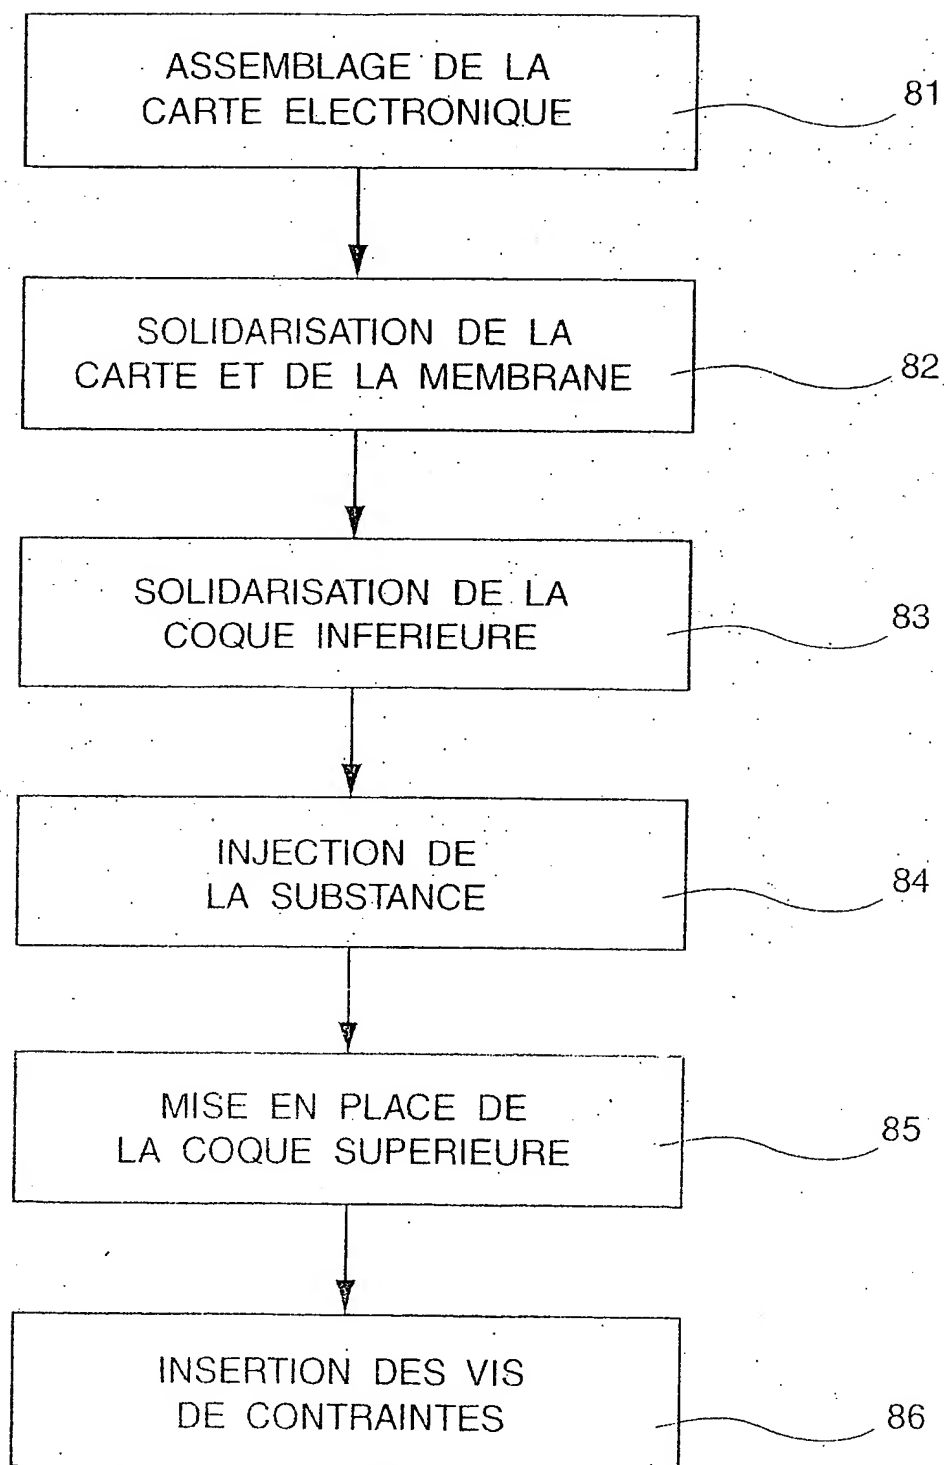 ASSEMBLAGE DE LA
CARTE ELECTRONIQUE
81
SOLIDARISATION DE LA
CARTE ET DE LA MEMBRANE
82
SOLIDARISATION DE LA
COQUE INFERIEURE
83
INJECTION DE
LA SUBSTANCE
84
MISE EN PLACE DE
LA COQUE SUPERIEURE
85
INSERTION DES VIS
DE CONTRAINTES
86